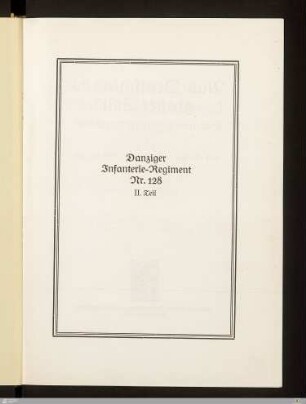 Danziger
Infanterie-Regiment
Nr. 128
II. Teil